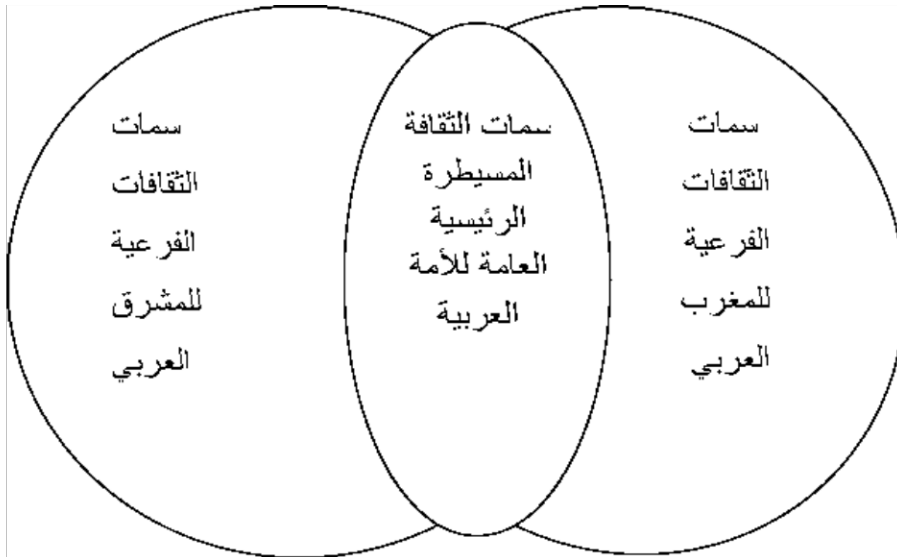 سمات
الثقافات
الفرعية
للمغرب
العربي
سمات الثقافة
المسيطرة
الرئيسية
العامة للأمة
العربية
سمات
الثقافات
الفرعية
للمشرق
العربي